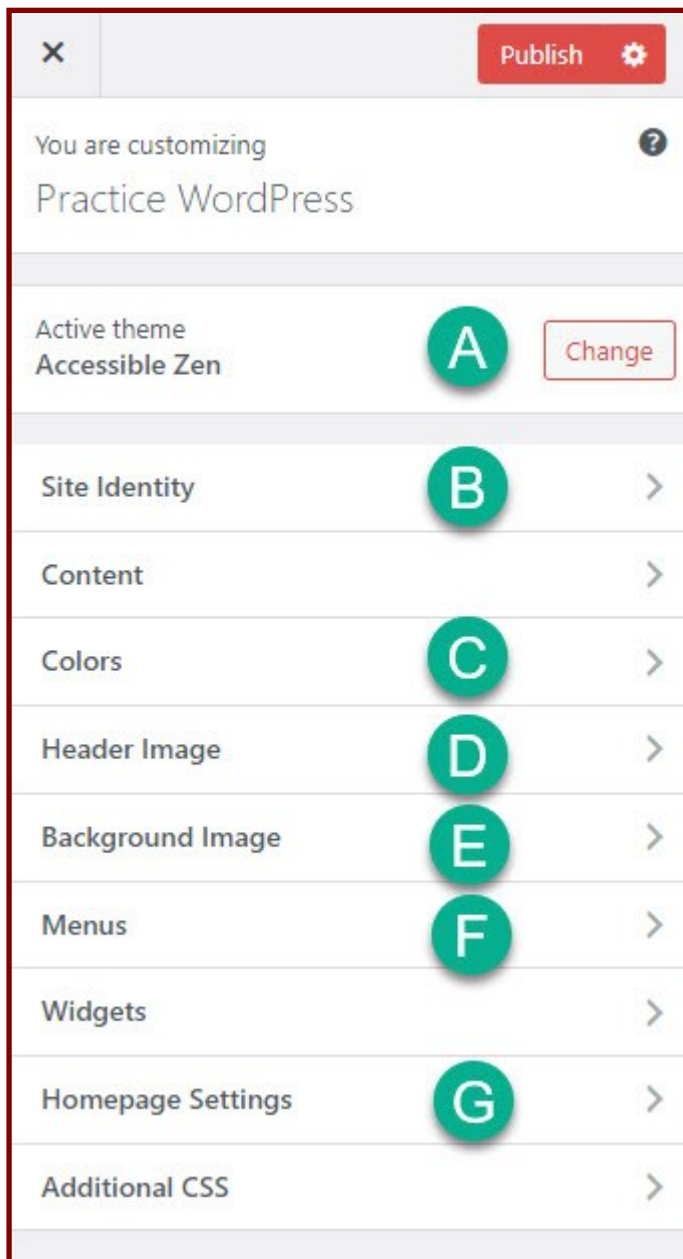 Publish
You are customizing
Practice WordPress
Active theme
Accessible Zen
A
Change
Site Identity
B
Content
Colors
C
Header Image
D
Background Image
E
Menus
F
Widgets
Homepage Settings
G
Additional CSS